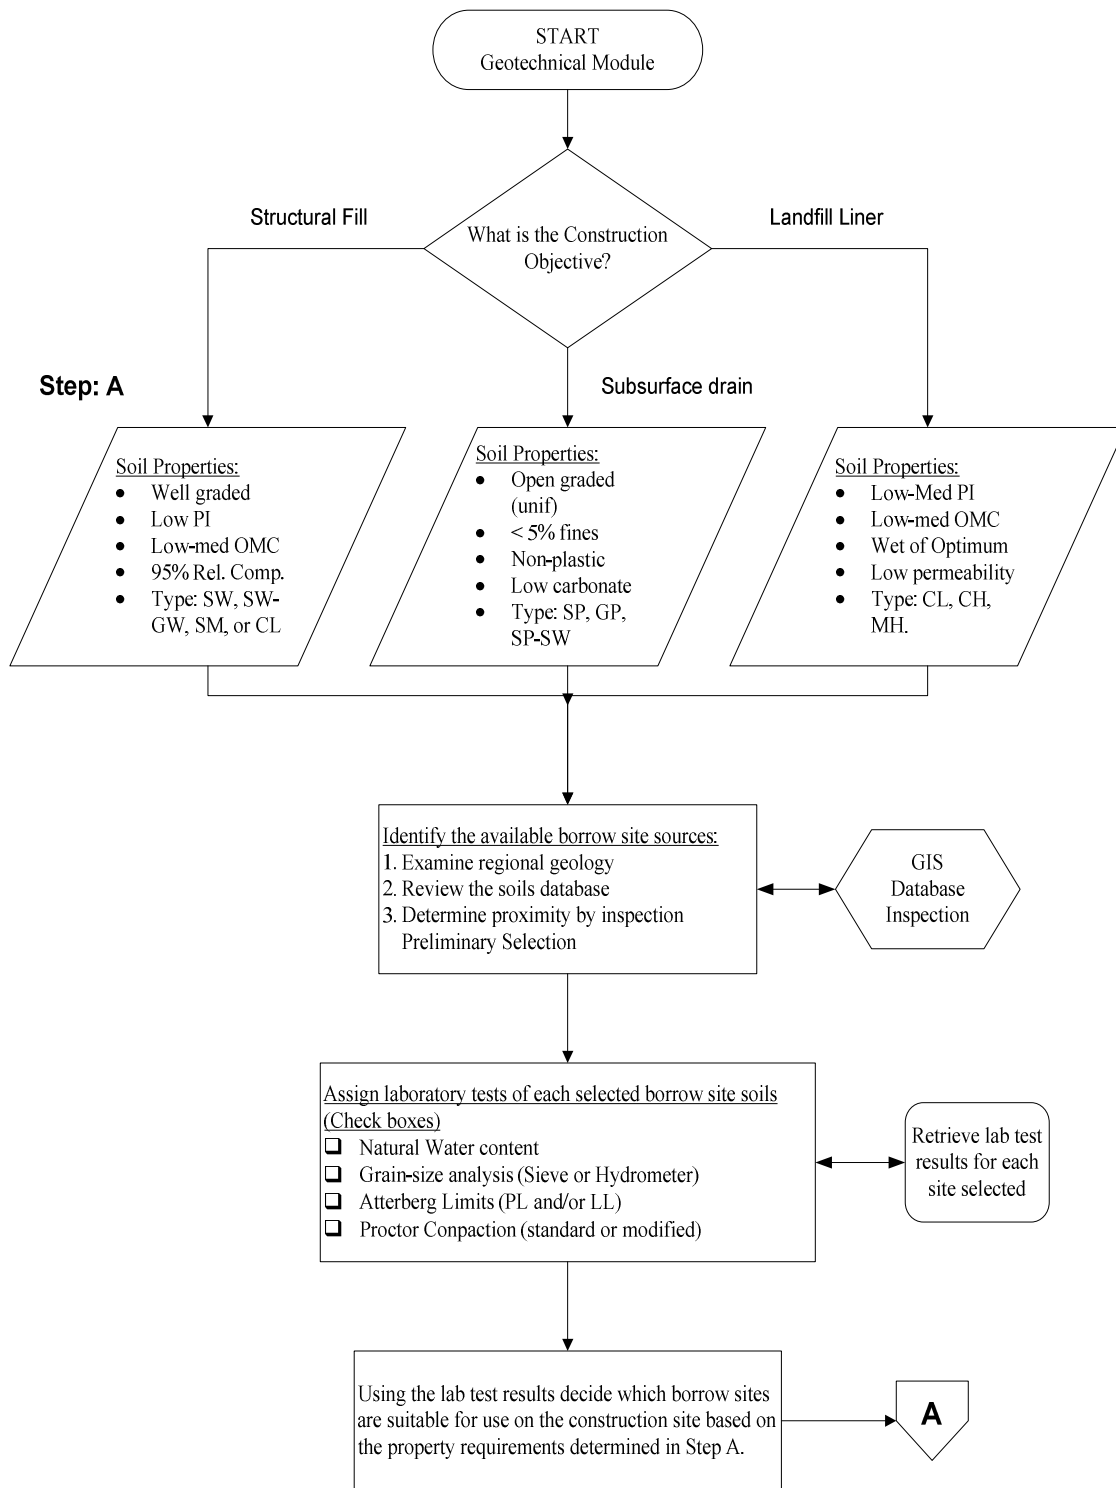 START
Geotechnical Module
Structural Fill
What is the Construction
Objective?
Landfill Liner
Step: A
Subsurface drain
Soil Properties:
• Well graded
• Low PI
• Low-med OMC
• 95% Rel. Comp.
• Type: SW, SW-
GW, SM, or CL
Soil Properties:
• Open graded
(unif)
• < 5% fines
• Non-plastic
• Low carbonate
• Type: SP, GP,
SP-SW
Soil Properties:
• Low-Med PI
• Low-med OMC
• Wet of Optimum
• Low permeability
• Type: CL, CH,
MH.
Identify the available borrow site sources:
1. Examine regional geology
2. Review the soils database
3. Determine proximity by inspection
Preliminary Selection
GIS
Database
Inspection
Assign laboratory tests of each selected borrow site soils
(Check boxes)
❑ Natural Water content
❑ Grain-size analysis (Sieve or Hydrometer)
❑ Atterberg Limits (PL and/or LL)
❑ Proctor Conpaction (standard or modified)
Retrieve lab test
results for each
site selected
Using the lab test results decide which borrow sites
are suitable for use on the construction site based on
the property requirements determined in Step A.
A